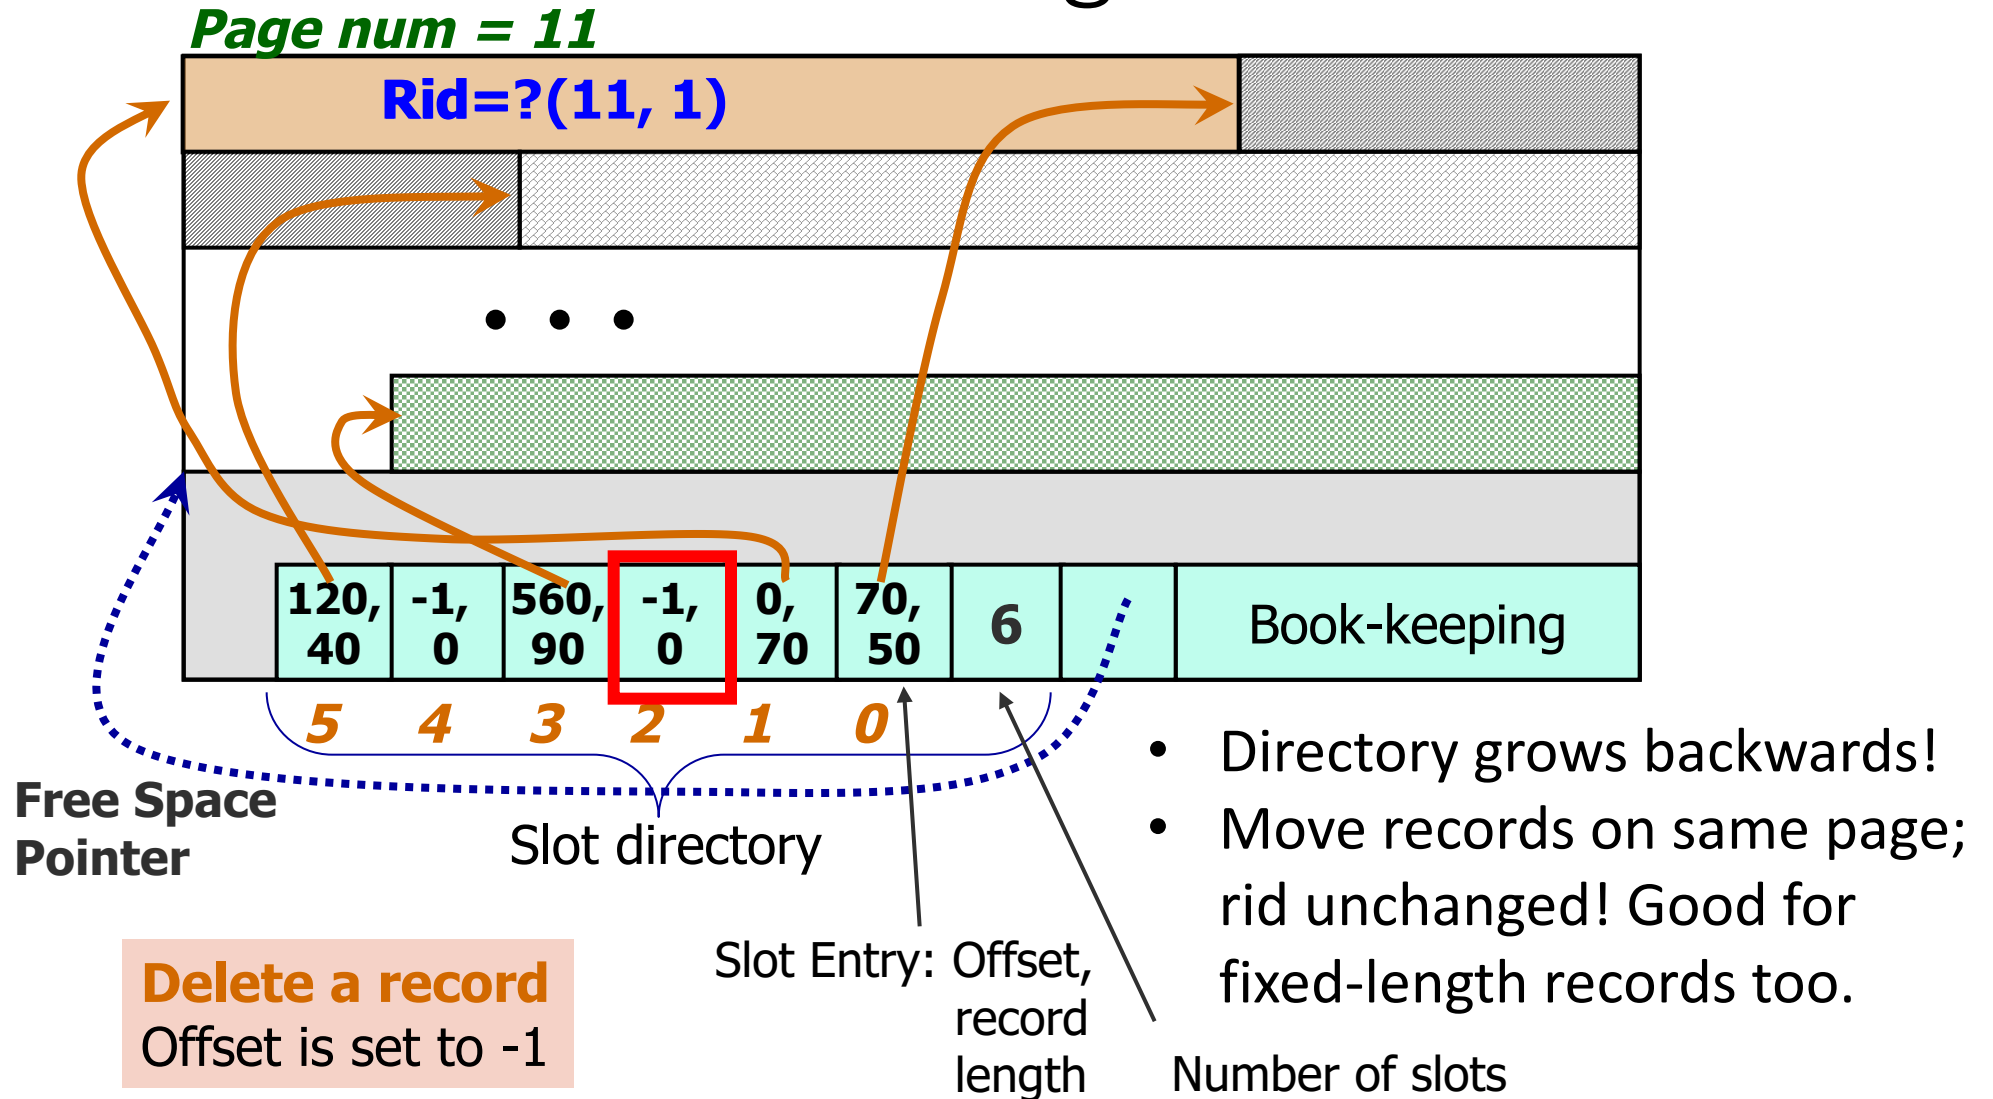 Page num = 11
Rid=?(11, 1)
• • •
120,
40
-1,
0
560,
90
-1,
0
0,
70
70,
50
6
Book-keeping
5 4 3 2 1 0
Free Space
Pointer
Slot directory
• Directory grows backwards!
• Move records on same page;
rid unchanged! Good for
fixed-length records too.
Slot Entry: Offset,
record
length
Number of slots
Delete a record
Offset is set to -1